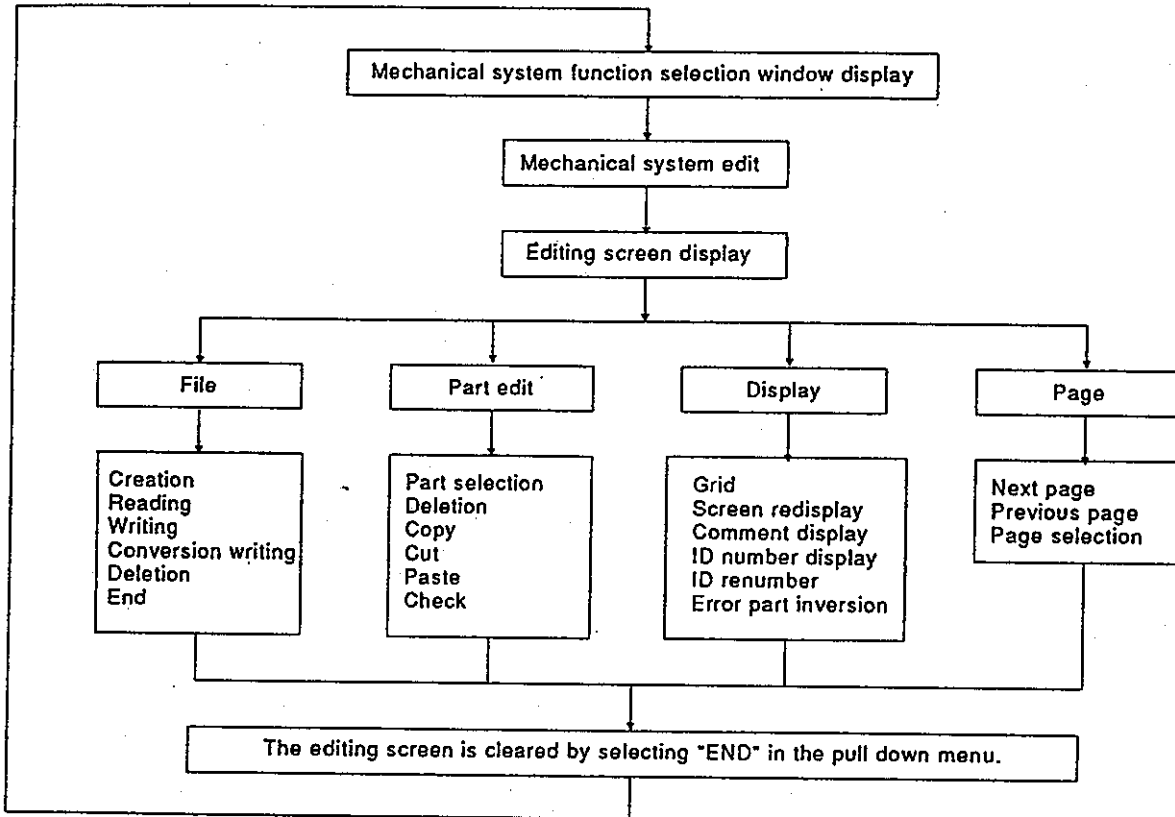 Mechanical system function selection window display
Mechanical system edit
Editing screen display
File
Part edit
Display
Page
Creation
Reading
Writing
Conversion writing
Deletion
End
Part selection
Deletion
Copy
Cut
Paste
Check
Grid
Screen redisplay
Comment display
ID number display
ID renumber
Error part inversion
Next page
Previous page
Page selection
The editing screen is cleared by selecting "END" in the pull down menu.